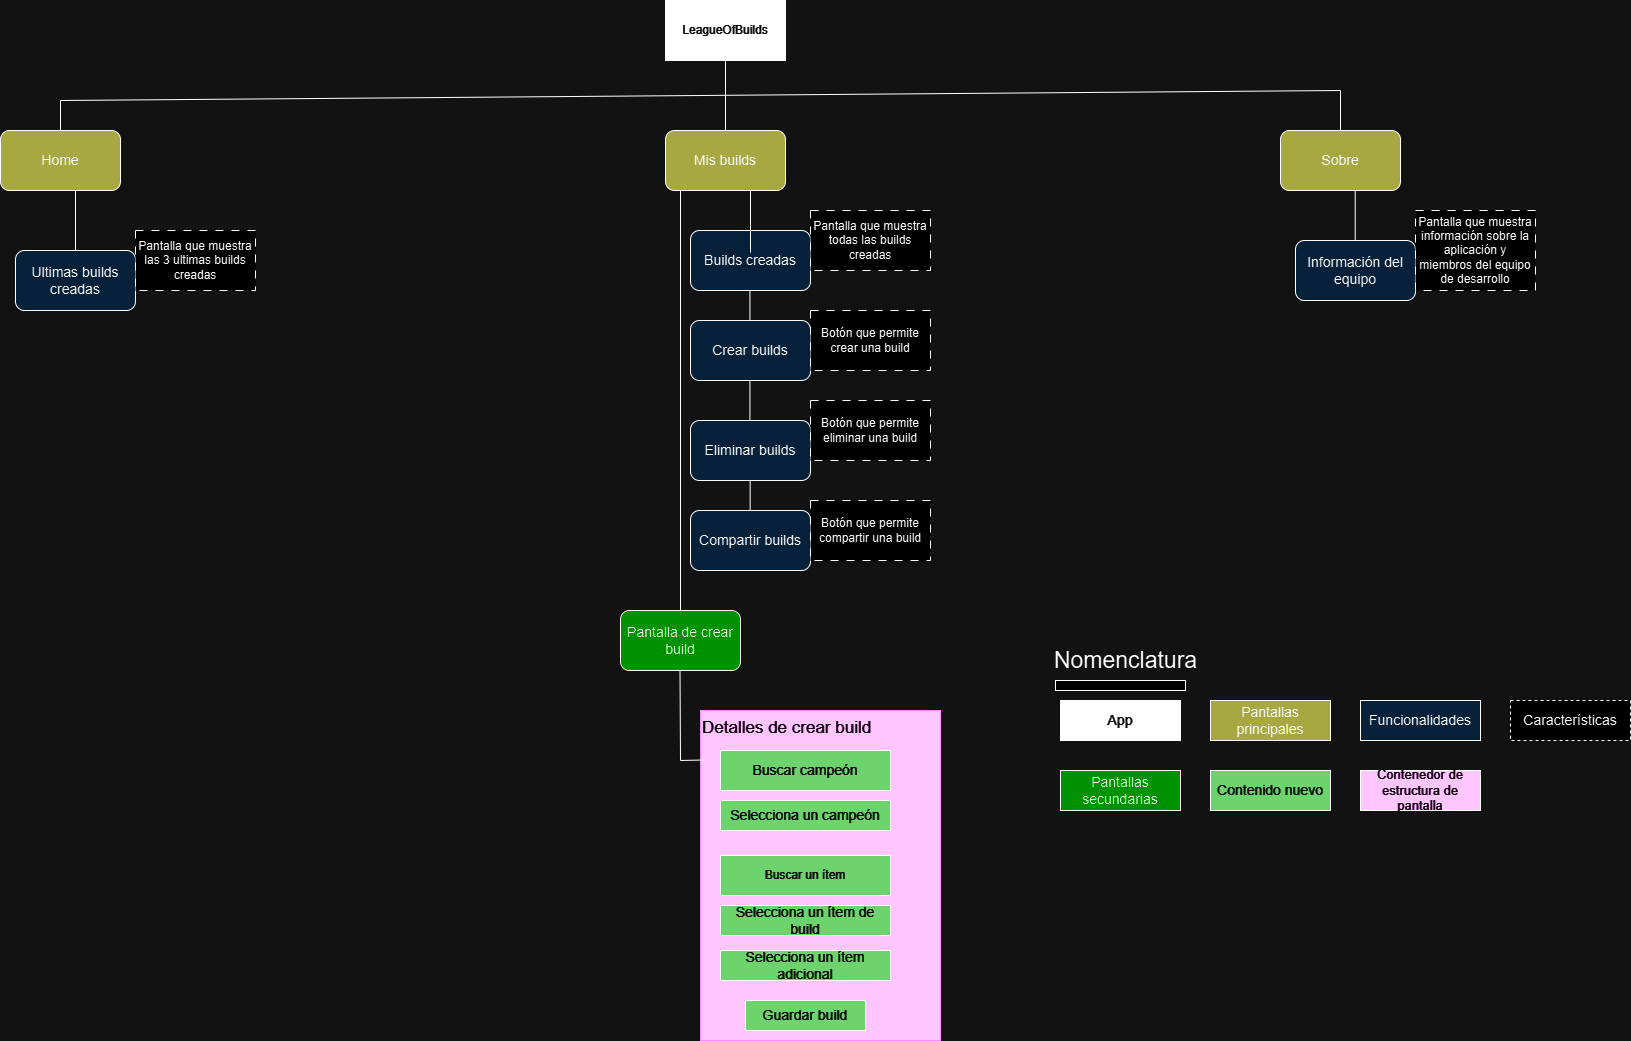 LeagueOfBuilds
Home
Mis builds
Sobre
Ultimas builds
creadas
Pantalla que muestra
las 3 ultimas builds
creadas
Builds creadas
Pantalla que muestra
todas las builds
creadas
Información del
equipo
Pantalla que muestra
información sobre la
aplicación y
miembros del equipo
de desarrollo
Crear builds
Botón que permite
crear una build
Eliminar builds
Botón que permite
eliminar una build
Compartir builds
Botón que permite
compartir una build
Pantalla de crear
build
Detalles de crear build
Buscar campeón
Selecciona un campeón
Buscar un ítem
Selecciona un ítem de
build
Selecciona un ítem
adicional
Guardar build
Nomenclatura
App
Pantallas
principales
Funcionalidades
Características
Pantallas
secundarias
Contenido nuevo
Contenedor de
estructura de
pantalla